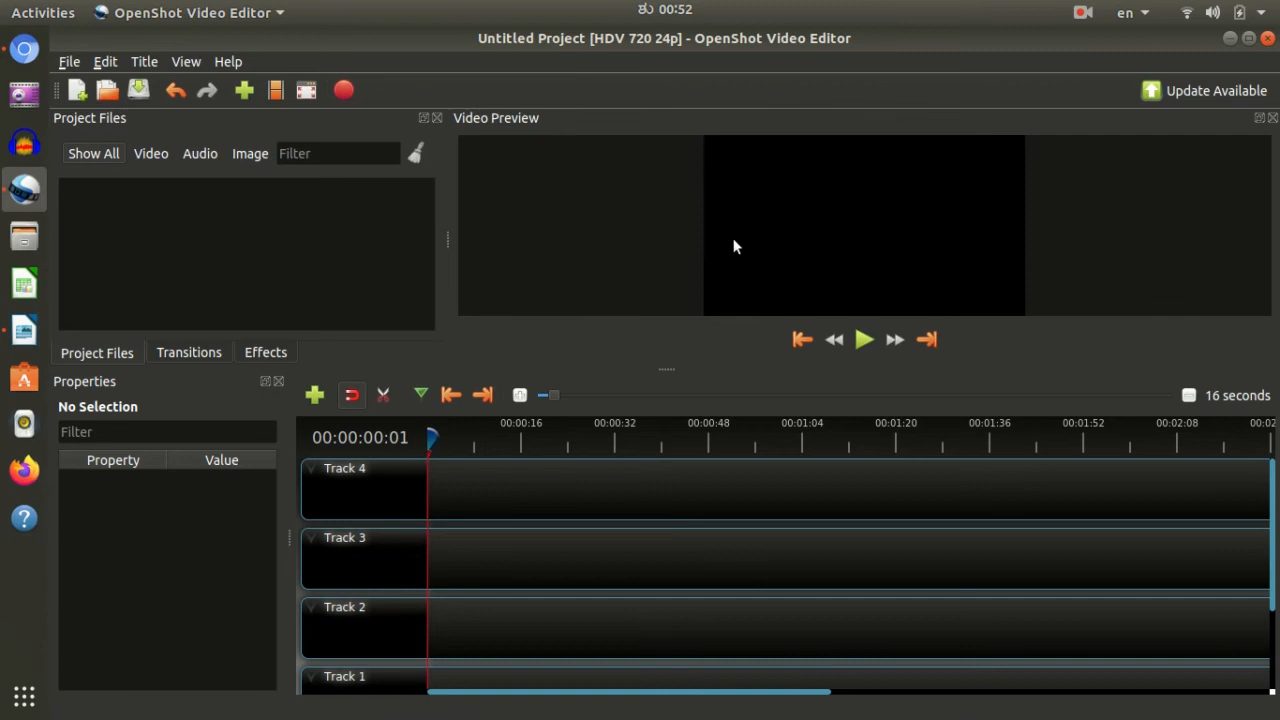 Activities OpenShot Video Editor ශු 00:52 en
Untitled Project [HDV 720 24p] - OpenShot Video Editor
File Edit Title View Help
Update Available
Project Files Video Preview
Show All Video Audio Image Filter
Project Files Transitions Effects
Properties
No Selection
16 seconds
Filter
00:00:00:01
00:00:16 00:00:32 00:00:48 00:01:04 00:01:20 00:01:36 00:01:52 00:02:08 00:02
Property Value
Track 4
Track 3
Track 2
Track 1